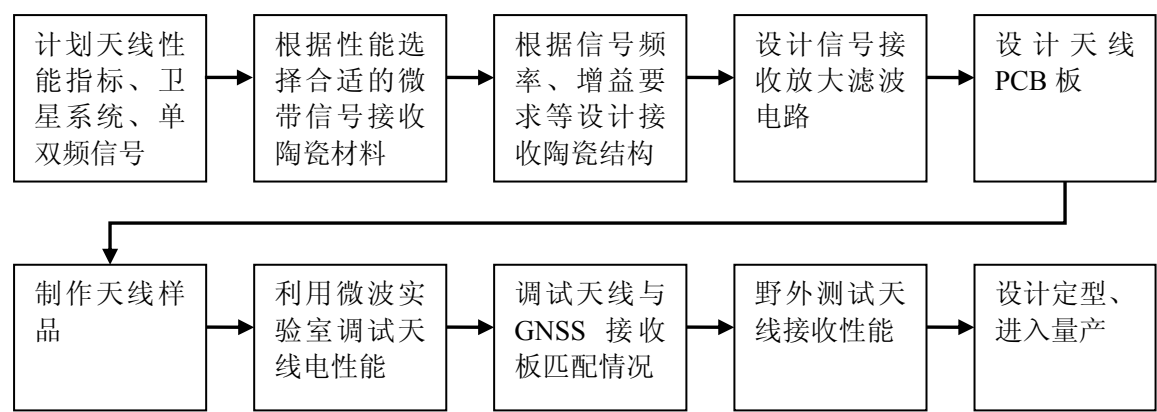 计划天线性
能指标、卫
星系统、单
双频信号
根据性能选
择合适的微
带信号接收
陶瓷材料
根据信号频
率、增益要
求等设计接
收陶瓷结构
设计信号接
收放大滤波
电路
设计天线
PCB 板
制作天线样
品
利用微波实
验室调试天
线电性能
调试天线与
GNSS 接收
板匹配情况
野外测试天
线接收性能
设计定型、
进入量产